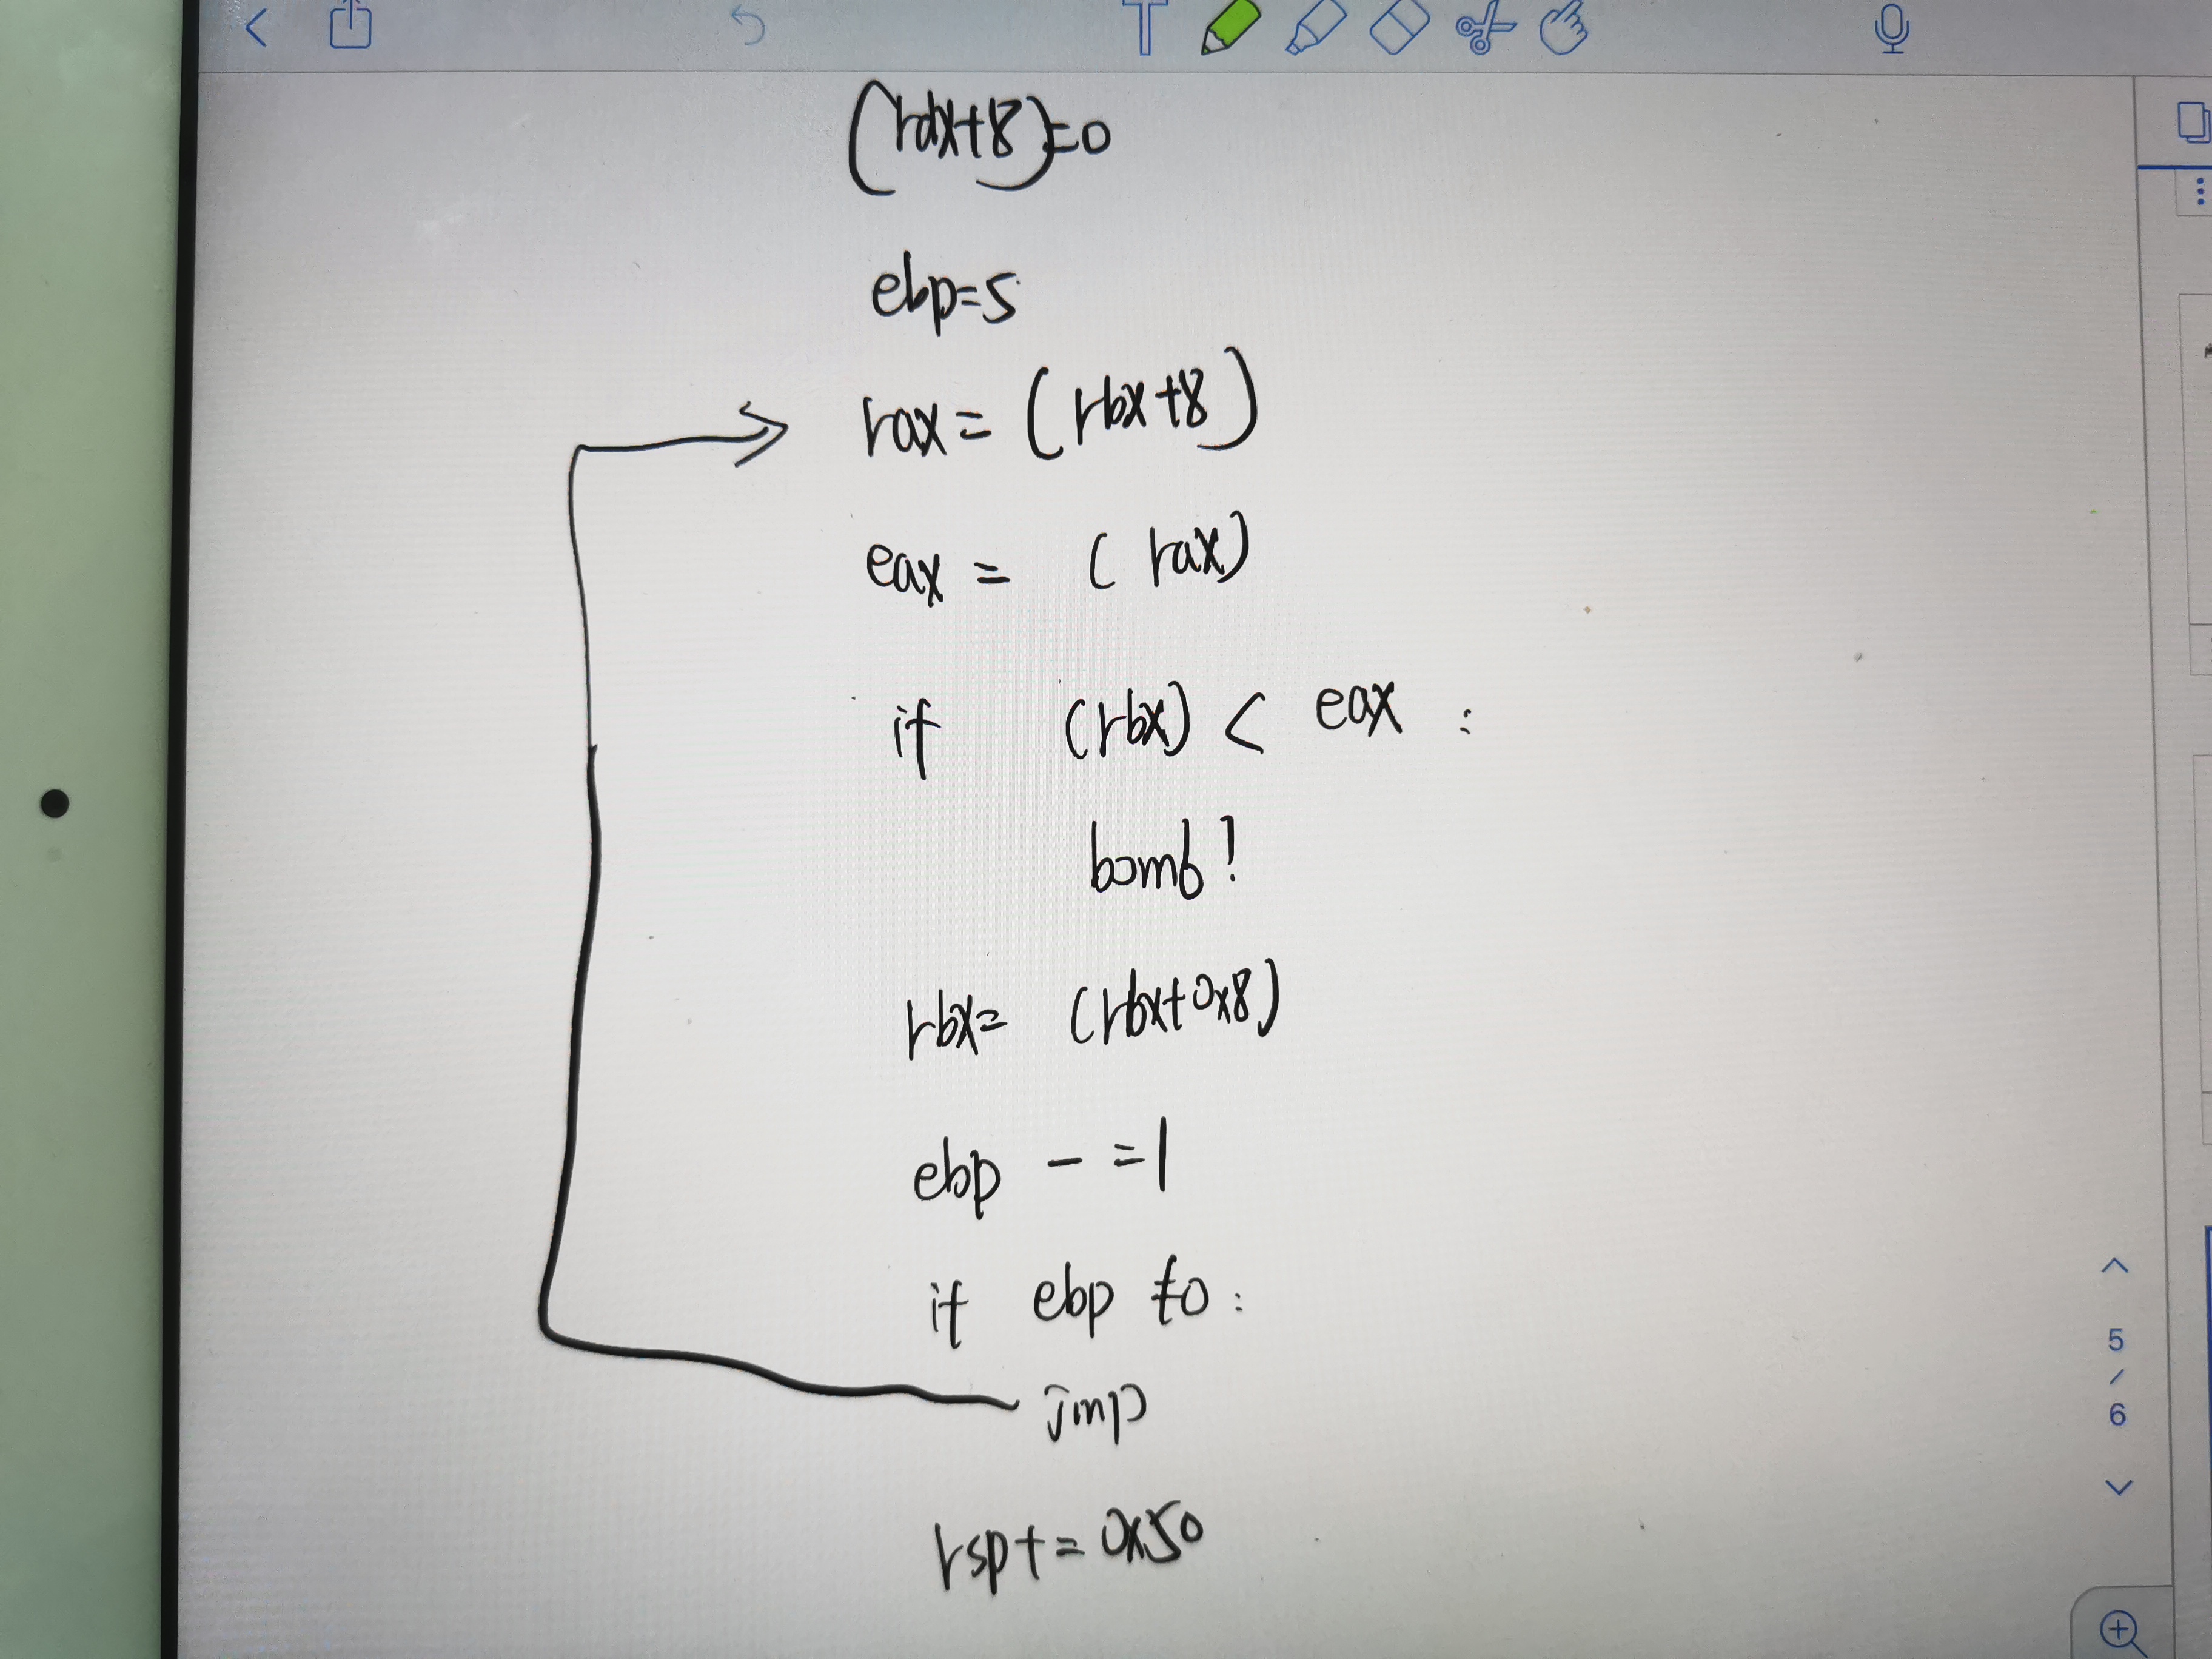 (rdx+8)=0
ebp=5
rax= (rbx+8)
eax = (rax)
if (rbx) < eax :
bomb!
rbx= (rbx+0x8)
ebp -=1
if ebp ≠0:
jmp
rsp+=0x50
5
/
6